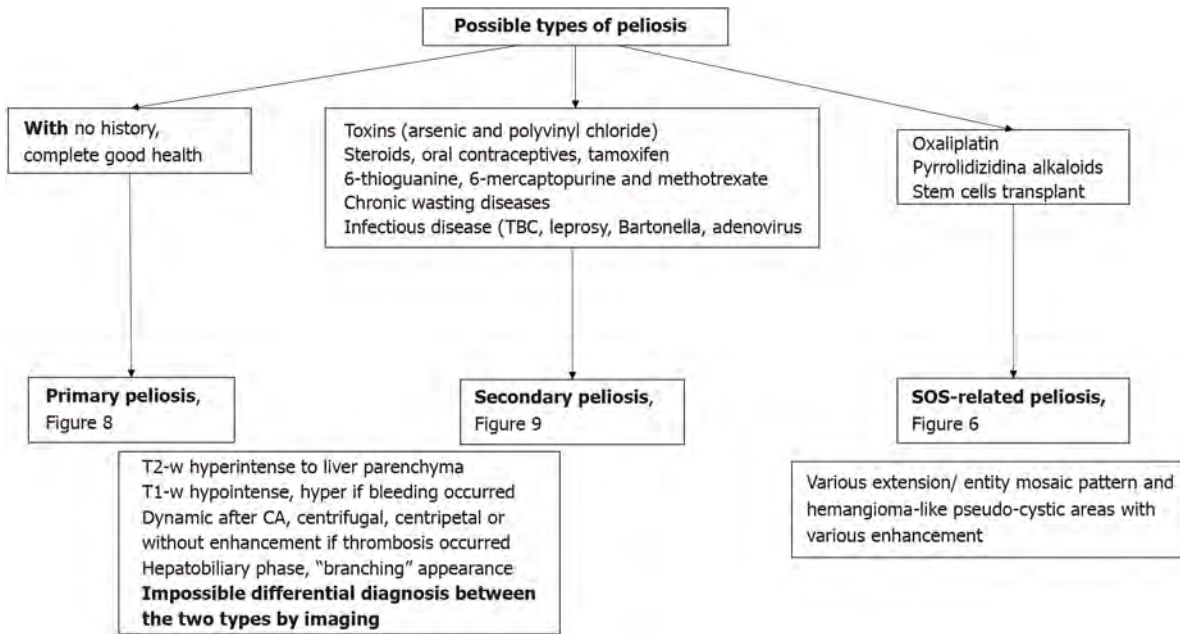 Possible types of peliosis
With no history,
complete good health
Toxins (arsenic and polyvinyl chloride)
Steroids, oral contraceptives, tamoxifen
6-thioguanine, 6-mercaptopurine and methotrexate
Chronic wasting diseases
Infectious disease (TBC, leprosy, Bartonella, adenovirus
Oxaliplatin
Pyrrolidizidina alkaloids
Stem cells transplant
Primary peliosis,
Figure 8
Secondary peliosis,
Figure 9
SOS-related peliosis,
Figure 6
T2-w hyperintense to liver parenchyma
T1-w hypointense, hyper if bleeding occurred
Dynamic after CA, centrifugal, centripetal or
without enhancement if thrombosis occurred
Hepatobiliary phase, “branching” appearance
Impossible differential diagnosis between
the two types by imaging
Various extension/ entity mosaic pattern and
hemangioma-like pseudo-cystic areas with
various enhancement